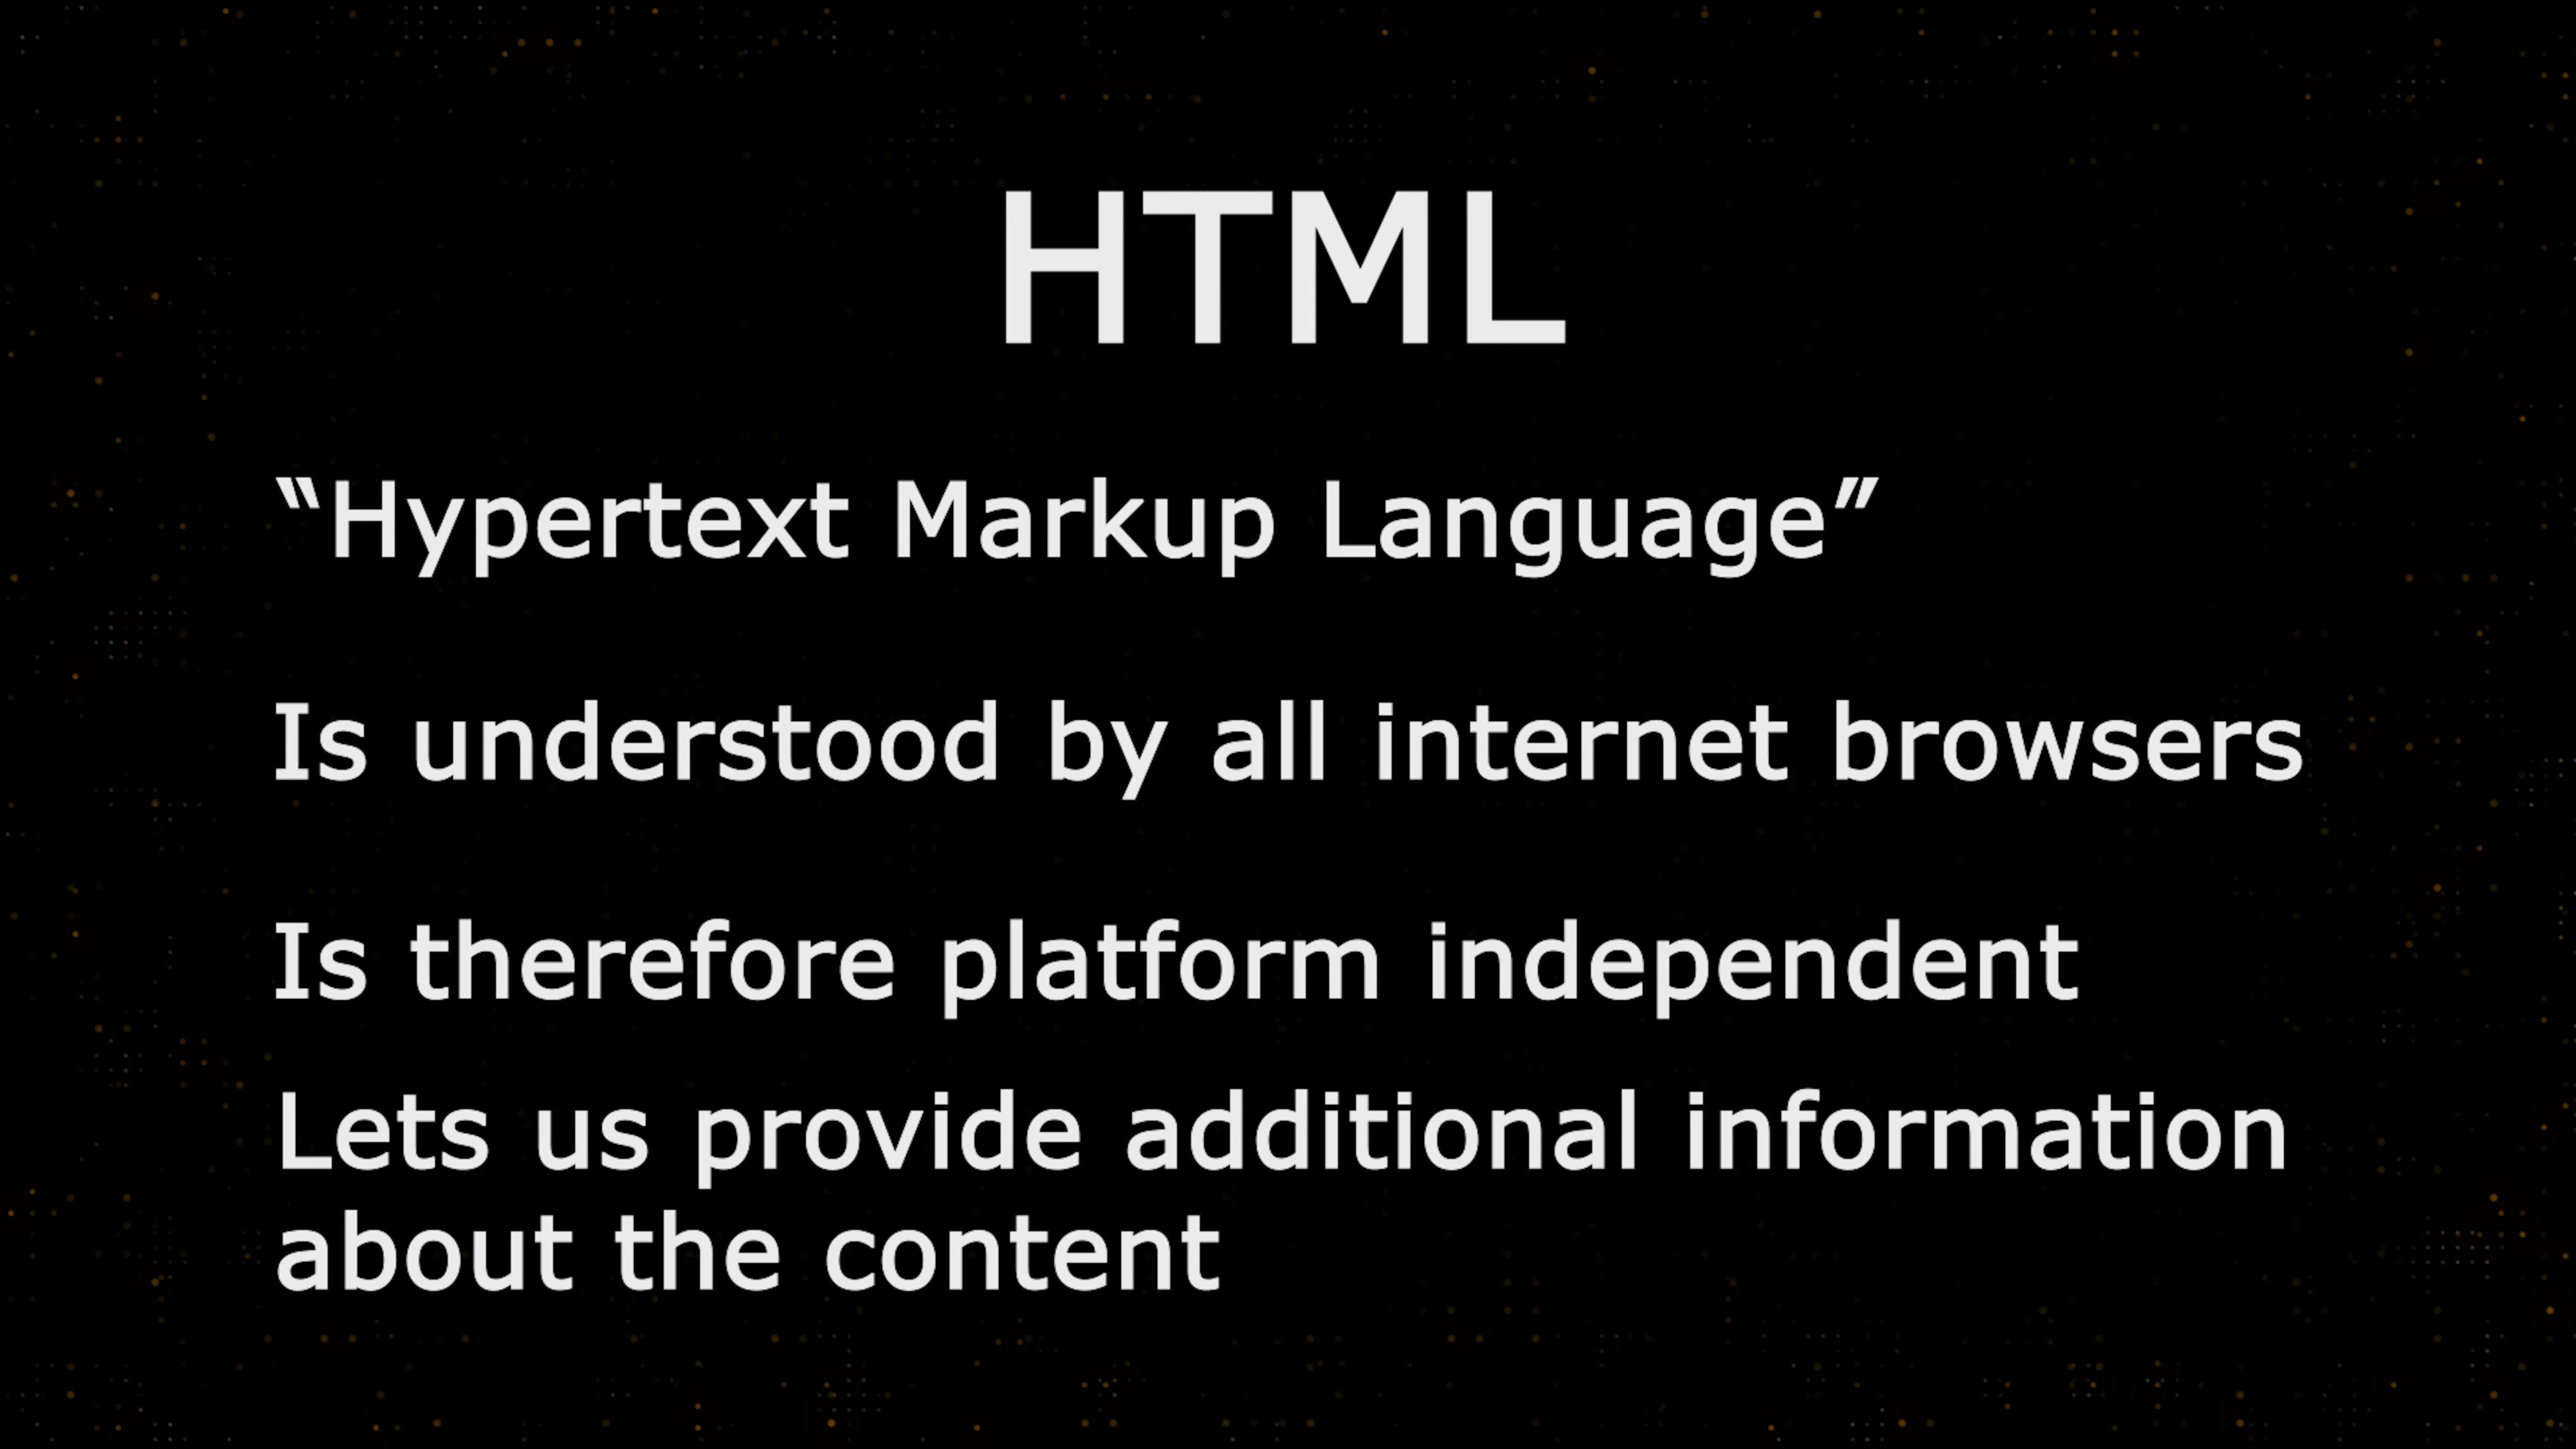 HTML
“Hypertext Markup Language”
Is understood by all internet browsers
Is therefore platform independent
Lets us provide additional information
about the content